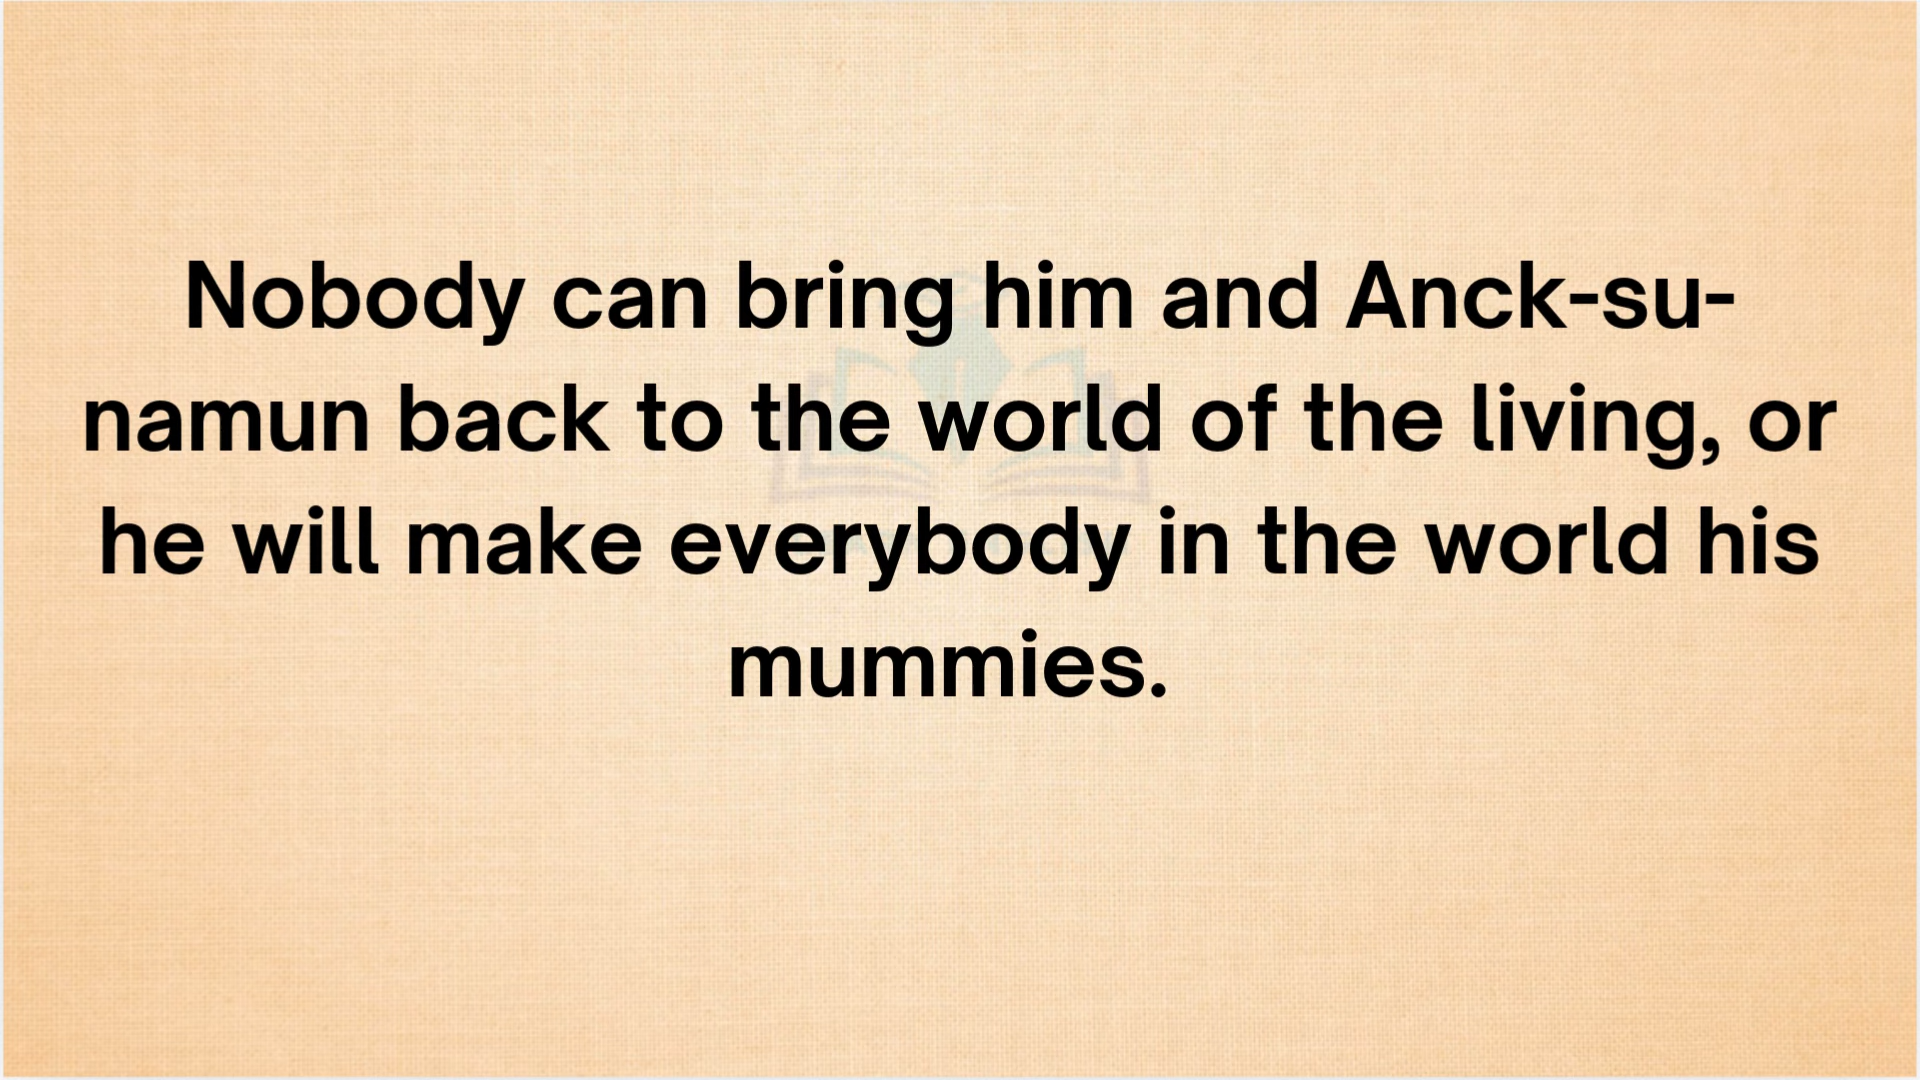 Nobody can bring him and Anck-su-
namun back to the world of the living, or
he will make everybody in the world his
mummies.